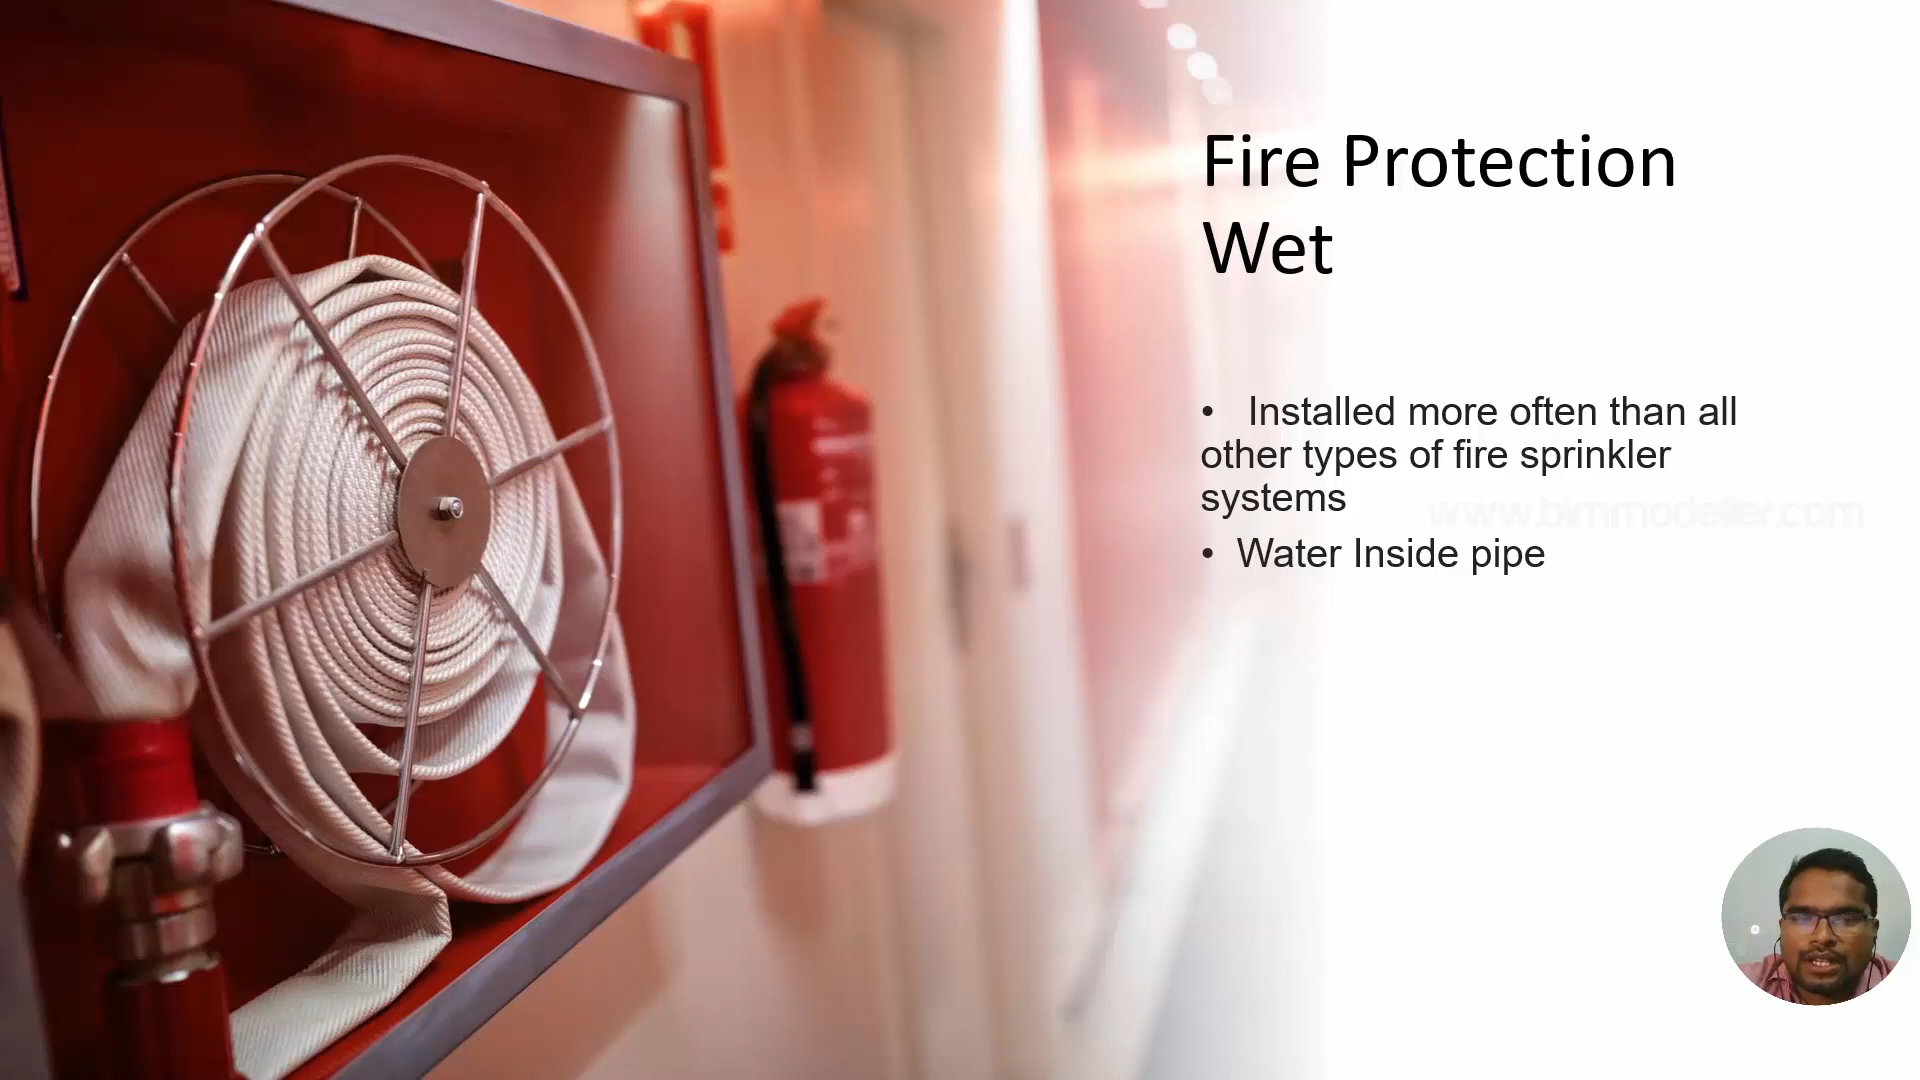 Fire Protection
Wet
• Installed more often than all
other types of fire sprinkler
systems
www.bimmodeller.com
• Water Inside pipe